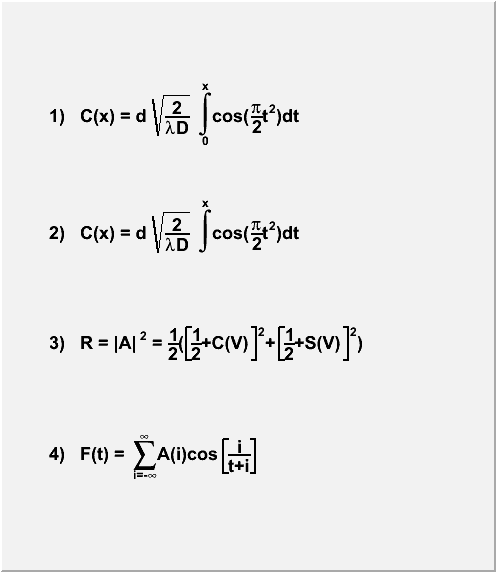 1) C(x) = d √(2/λD) ∫₀ˣ cos(π/2 t²)dt
2) C(x) = d √(2/λD) ∫ˣ cos(π/2 t²)dt
3) R = |A|² = 1/2([1/2+C(V)]²+[1/2+S(V)]²)
4) F(t) = ∑_{i=-∞}^{∞} A(i)cos[i/t+i]